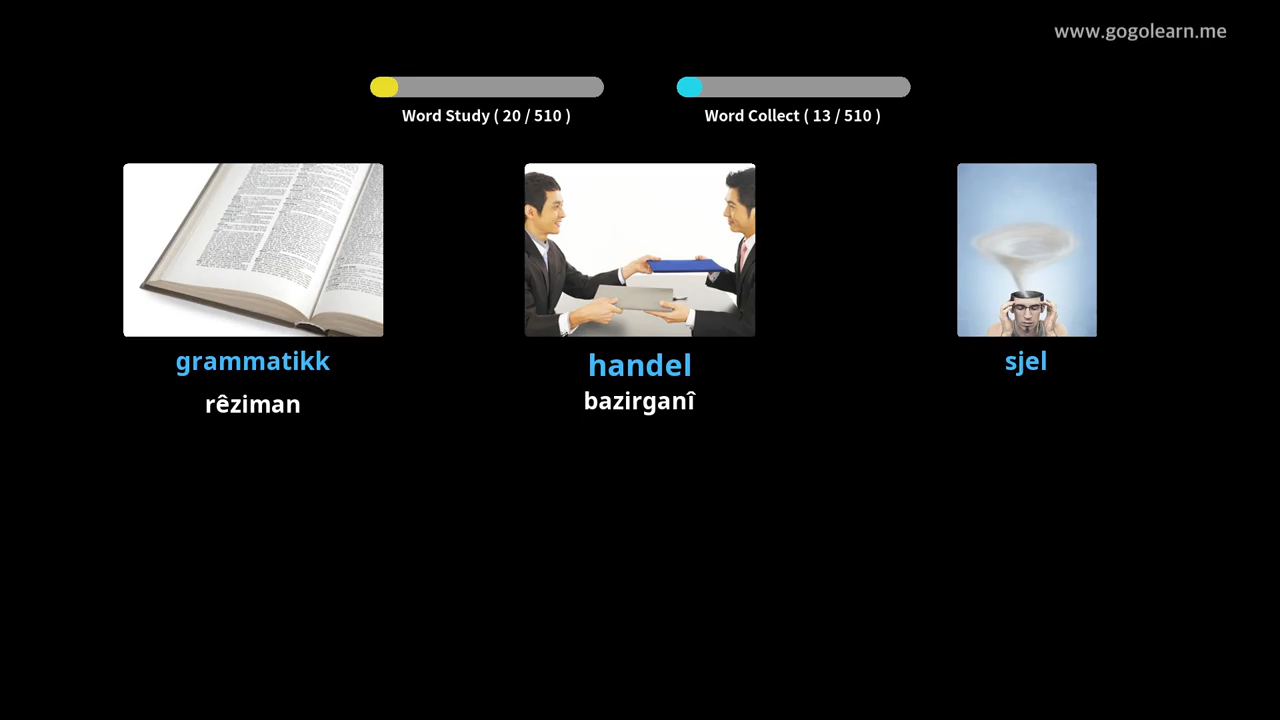 www.gogolearn.me
Word Study ( 20 / 510 )
Word Collect ( 13 / 510 )
grammatikk
handel
sjel
rêziman
bazirganî